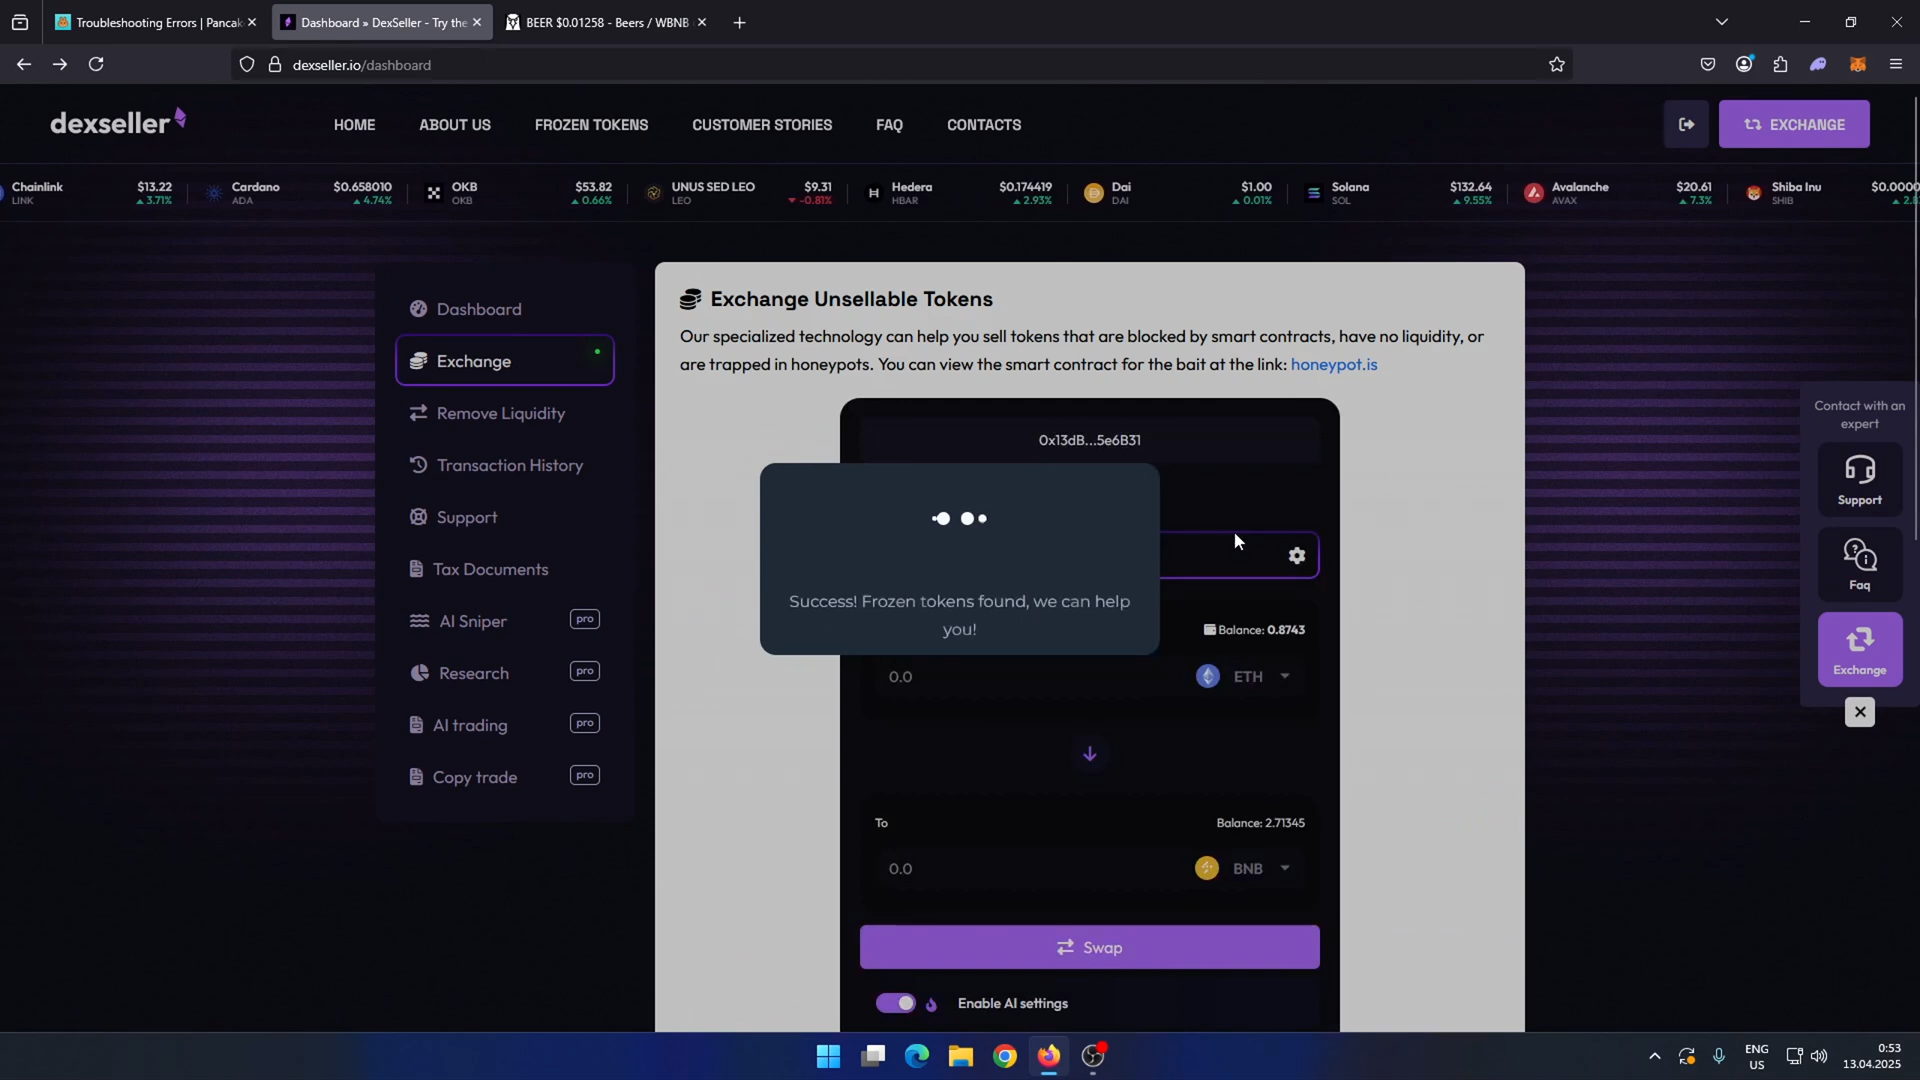 Troubleshooting Errors | Pancak
Dashboard » DexSeller - Try the
BEER $0.01258 - Beers / WBNB
dexseller.io/dashboard
dexseller
HOME
ABOUT US
FROZEN TOKENS
CUSTOMER STORIES
FAQ
CONTACTS
EXCHANGE
Chainlink $13.22
LINK 3.71%
Cardano $0.658010
ADA 4.74%
OKB $53.82
OKB 0.66%
UNUS SED LEO $9.31
LEO -0.81%
Hedera $0.174419
HBAR 2.93%
Dai $1.00
DAI 0.01%
Solana $132.64
SOL 9.55%
Avalanche $20.61
AVAX 7.3%
Shiba Inu $0.0000
SHIB 2.8
Dashboard
Exchange
Remove Liquidity
Transaction History
Support
Tax Documents
AI Sniper pro
Research pro
AI trading pro
Copy trade pro
Exchange Unsellable Tokens
Our specialized technology can help you sell tokens that are blocked by smart contracts, have no liquidity, or
are trapped in honeypots. You can view the smart contract for the bait at the link: honeypot.is
0x13dB...5e6B31
Success! Frozen tokens found, we can help
you!
Balance: 0.8743
0.0 ETH
To Balance: 2.71345
0.0 BNB
Swap
Enable AI settings
Contact with an
expert
Support
Faq
Exchange
ENG
US
0:53
13.04.2025